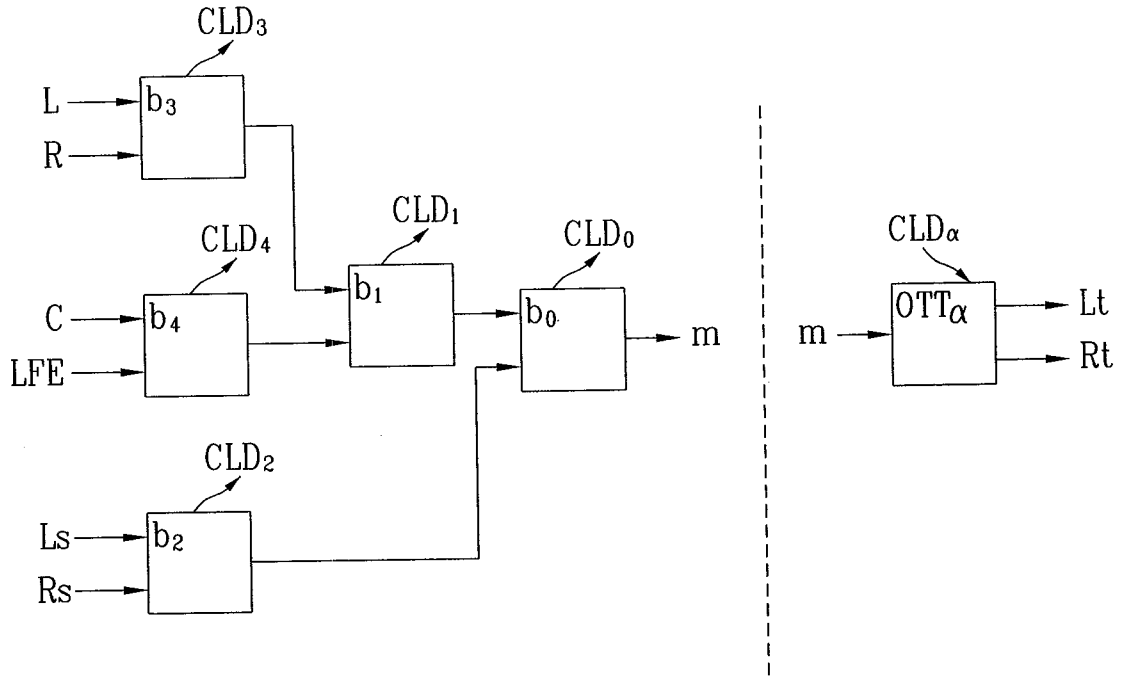 CLD₃
L
b₃
R
CLD₁
CLD₄
CLD₀
CLDα
b₁
b₀
OTTα
Lt
C
b₄
m
m
Rt
LFE
CLD₂
Ls
b₂
Rs